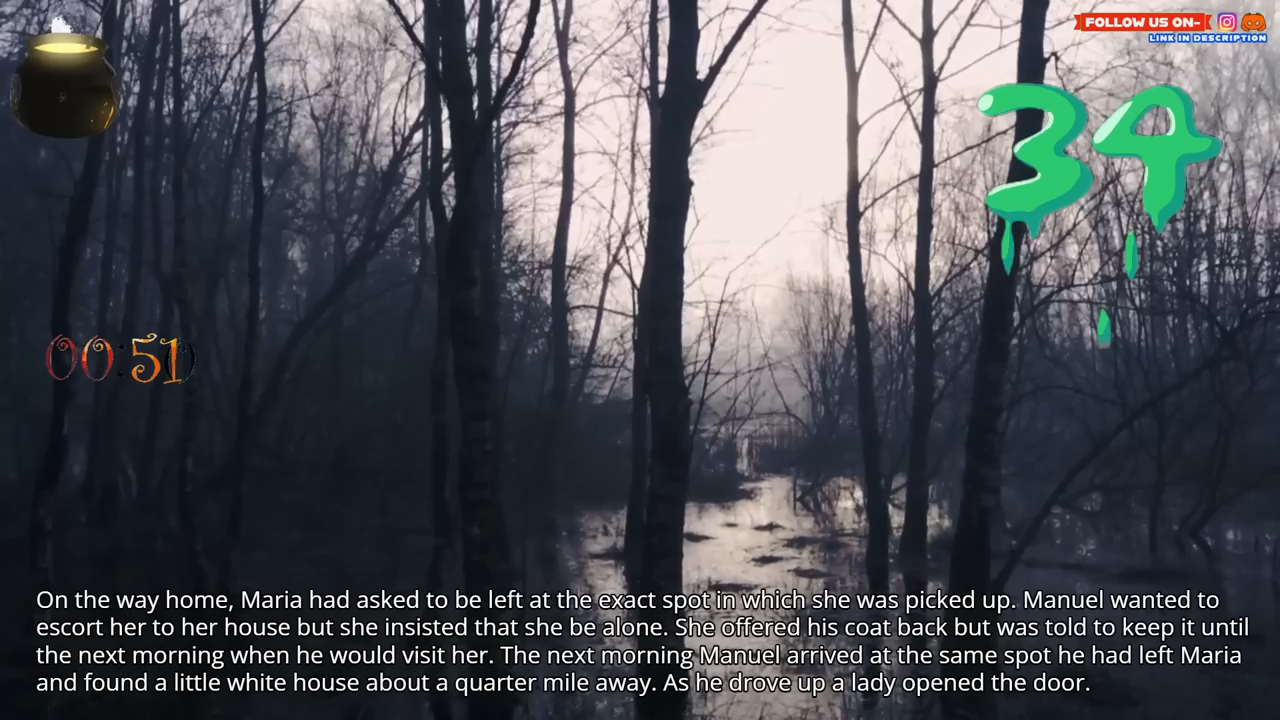 FOLLOW US ON-
LINK IN DESCRIPTION
34
00:51
On the way home, Maria had asked to be left at the exact spot in which she was picked up. Manuel wanted to
escort her to her house but she insisted that she be alone. She offered his coat back but was told to keep it until
the next morning when he would visit her. The next morning Manuel arrived at the same spot he had left Maria
and found a little white house about a quarter mile away. As he drove up a lady opened the door.